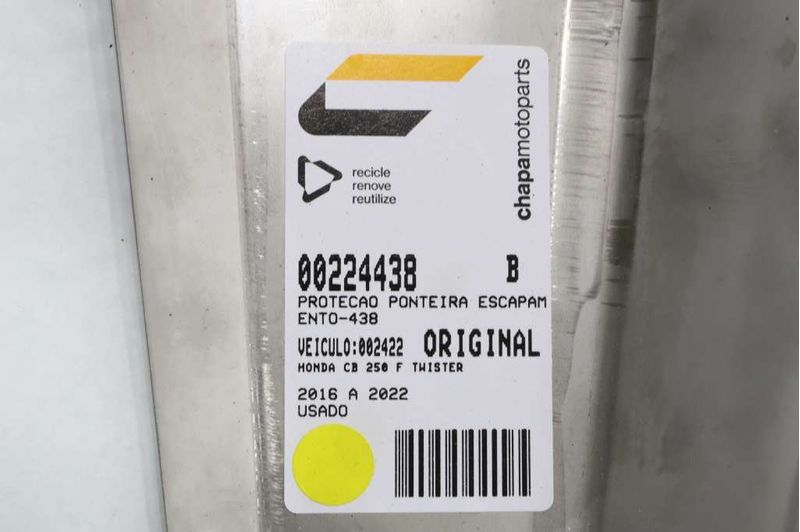 chapamotoparts
recicle
renove
reutilize
00224438 B
PROTECAO PONTEIRA ESCAPAM
ENTO-438
VEICULO:002422 ORIGINAL
HONDA CB 250 F TWISTER
2016 A 2022
USADO